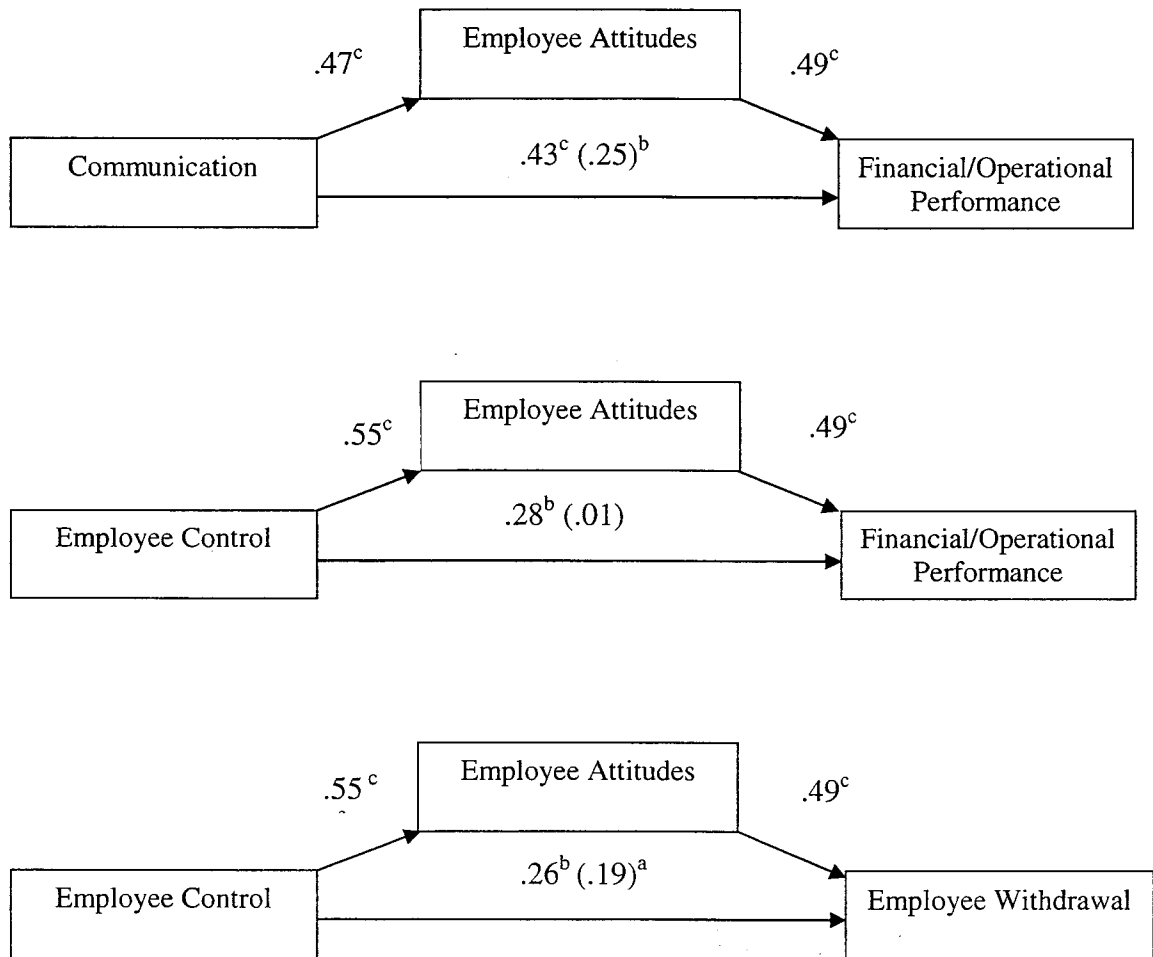 Employee Attitudes
.47ᶜ
.49ᶜ
Communication
.43ᶜ (.25)ᵇ
Financial/Operational
Performance
Employee Attitudes
.55ᶜ
.49ᶜ
Employee Control
.28ᵇ (.01)
Financial/Operational
Performance
Employee Attitudes
.55ᶜ
.49ᶜ
Employee Control
.26ᵇ (.19)ᵃ
Employee Withdrawal